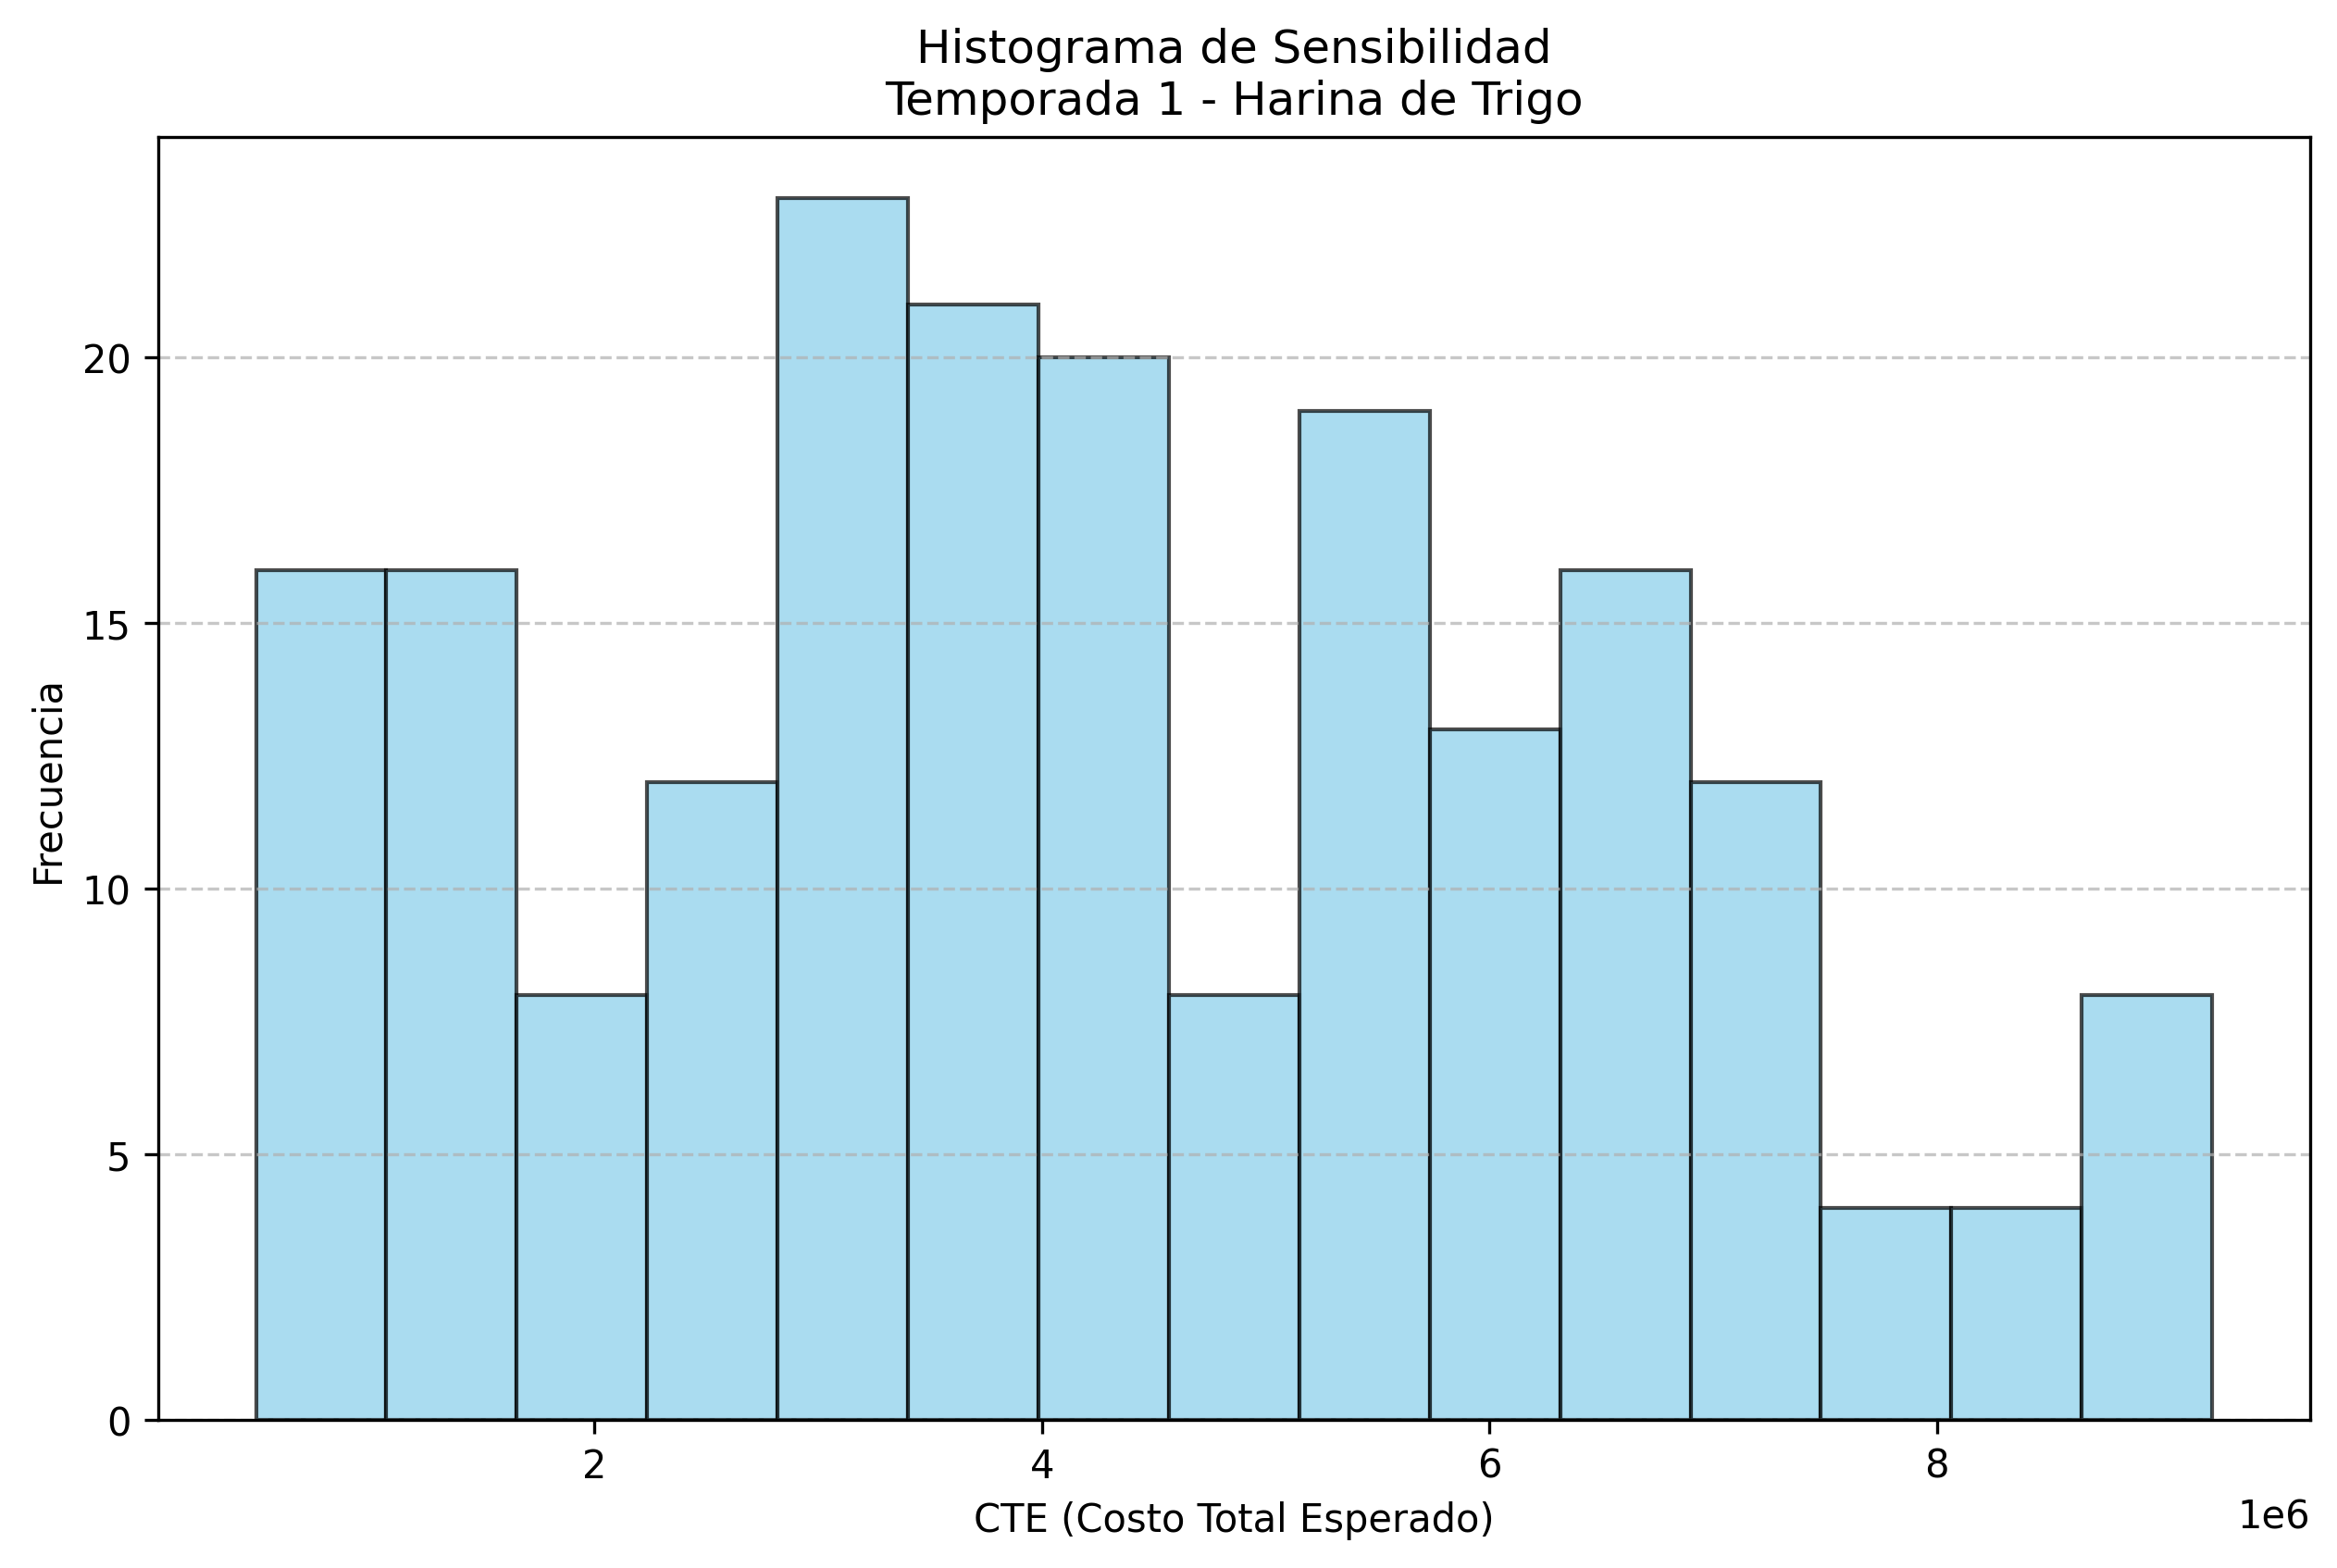 Histograma de Sensibilidad
Temporada 1 - Harina de Trigo
Frecuencia
20
15
10
5
0
2
4
6
8
CTE (Costo Total Esperado)
1e6